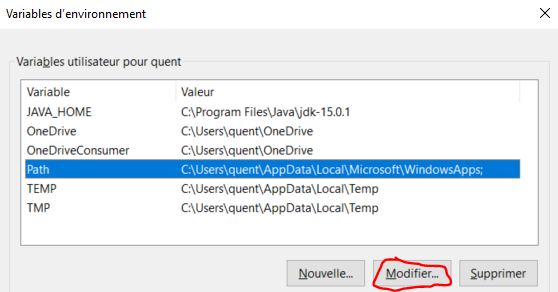 Variables d'environnement
Variables utilisateur pour quent
Variable Valeur
JAVA_HOME C:\Program Files\Java\jdk-15.0.1
OneDrive C:\Users\quent\OneDrive
OneDriveConsumer C:\Users\quent\OneDrive
Path C:\Users\quent\AppData\Local\Microsoft\WindowsApps;
TEMP C:\Users\quent\AppData\Local\Temp
TMP C:\Users\quent\AppData\Local\Temp
Nouvelle... Modifier... Supprimer